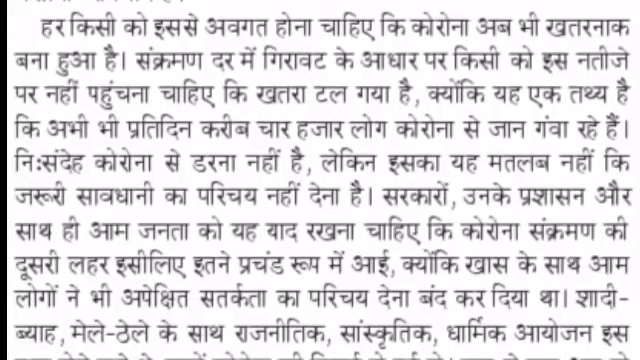 हर किसी को इससे अवगत होना चाहिए कि कोरोना अब भी खतरनाक
बना हुआ है। संक्रमण दर में गिरावट के आधार पर किसी को इस नतीजे
पर नहीं पहुंचना चाहिए कि खतरा टल गया है, क्योंकि यह एक तथ्य है
कि अभी भी प्रतिदिन करीब चार हजार लोग कोरोना से जान गंवा रहे हैं।
निःसंदेह कोरोना से डरना नहीं है, लेकिन इसका यह मतलब नहीं कि
जरूरी सावधानी का परिचय नहीं देना है। सरकारों, उनके प्रशासन और
साथ ही आम जनता को यह याद रखना चाहिए कि कोरोना संक्रमण की
दूसरी लहर इसीलिए इतने प्रचंड रूप में आई, क्योंकि खास के साथ आम
लोगों ने भी अपेक्षित सतर्कता का परिचय देना बंद कर दिया था। शादी-
ब्याह, मेले-ठेले के साथ राजनीतिक, सांस्कृतिक, धार्मिक आयोजन इस